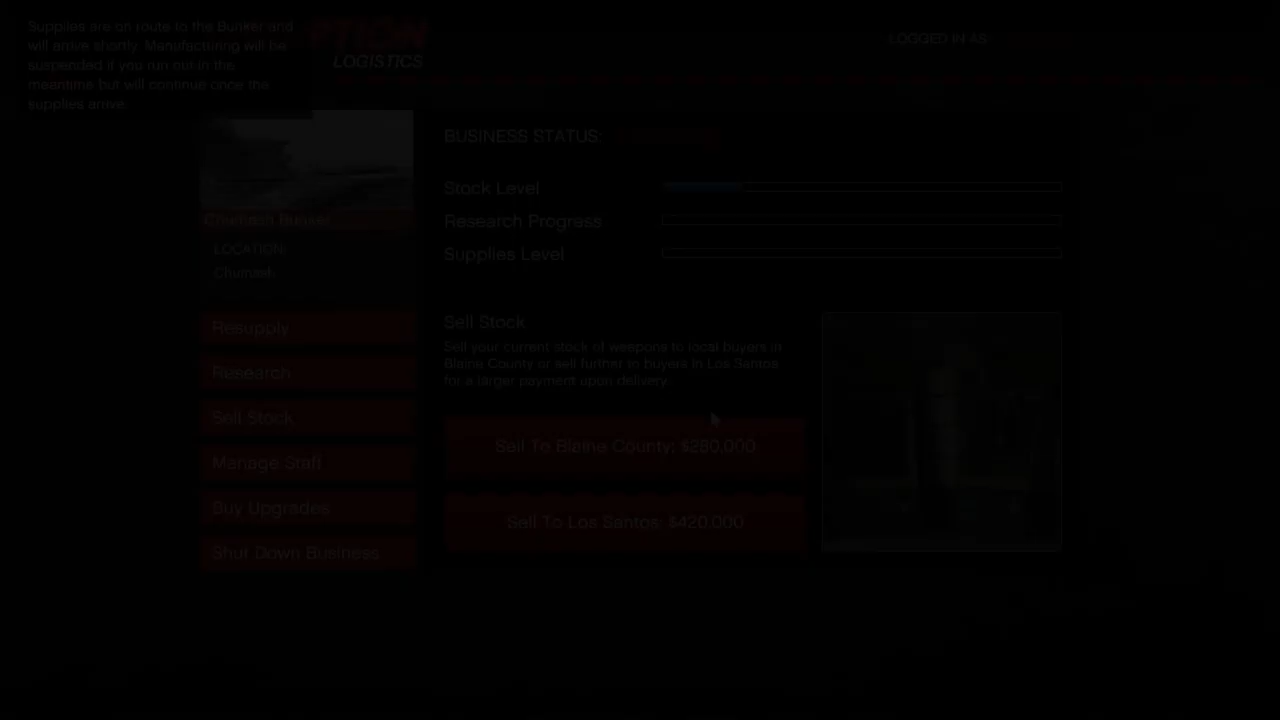 Supplies are on route to the Bunker and
will arrive shortly. Manufacturing will be
suspended if you run out in the
meantime but will continue once the
supplies arrive.
PTION
LOGISTICS
LOGGED IN AS:
BUSINESS STATUS:
Stock Level
Research Progress
Supplies Level
Chumash Bunker
LOCATION:
Chumash
Resupply
Research
Sell Stock
Manage Staff
Buy Upgrades
Shut Down Business
Sell Stock
Sell your current stock of weapons to local buyers in
Blaine County or sell further to buyers in Los Santos
for a larger payment upon delivery.
Sell To Blaine County: $280,000
Sell To Los Santos: $420,000